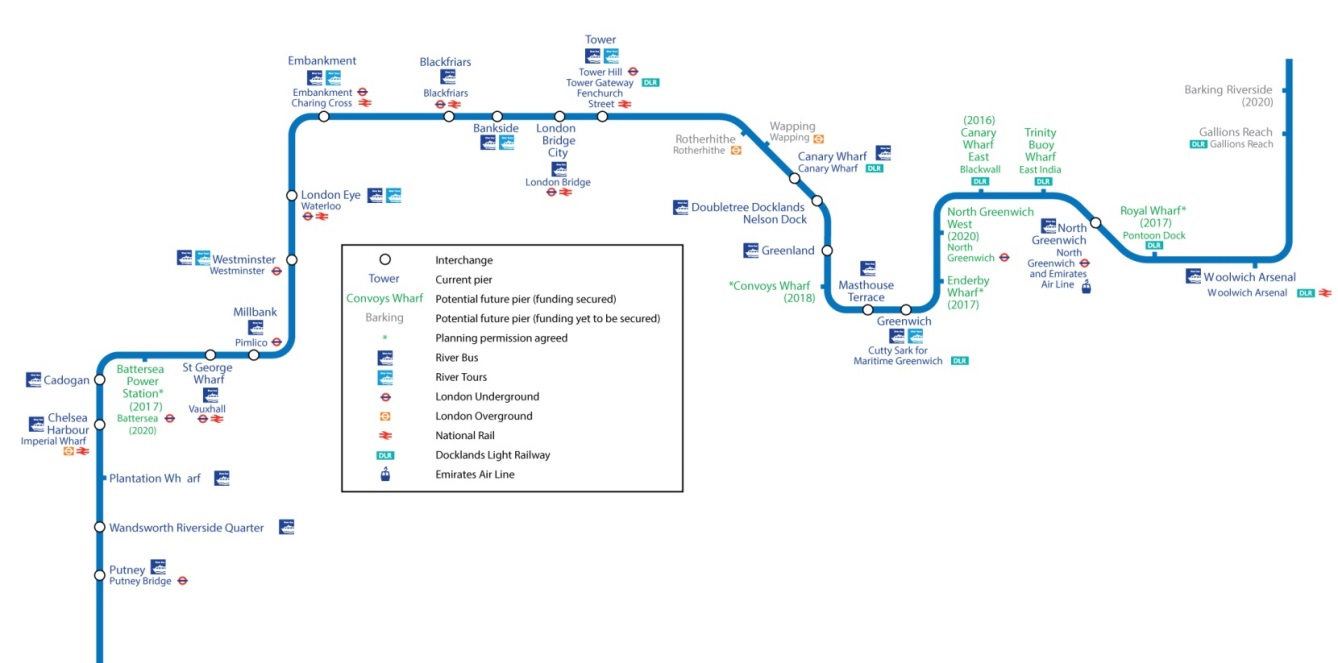 Embankment
Embankment
Charing Cross
Blackfriars
Blackfriars
Bankside
London
Bridge
City
London Bridge
Tower
Tower Hill
Tower Gateway DLR
Fenchurch
Street
Rotherhithe
Rotherhithe
Wapping
Wapping
Canary Wharf
Canary Wharf DLR
Doubletree Docklands
Nelson Dock
Greenland
*Convoys Wharf
(2018)
Masthouse
Terrace
Greenwich
Cutty Sark for
Maritime Greenwich DLR
(2016)
Canary
Wharf
East
Blackwall
DLR
Trinity
Buoy
Wharf
East India
DLR
North Greenwich
West
(2020)
North
Greenwich
Enderby
Wharf*
(2017)
North
Greenwich
North
Greenwich
and Emirates
Air Line
Royal Wharf*
(2017)
Pontoon Dock
DLR
Woolwich Arsenal
Woolwich Arsenal DLR
Barking Riverside
(2020)
Gallions Reach
DLR Gallions Reach
London Eye
Waterloo
Westminster
Westminster
Millbank
Pimlico
St George
Wharf
Vauxhall
Battersea
Power
Station*
(2017)
Battersea
(2020)
Cadogan
Chelsea
Harbour
Imperial Wharf
Plantation Wh arf
Wandsworth Riverside Quarter
Putney
Putney Bridge
Interchange
Tower Current pier
Convoys Wharf Potential future pier (funding secured)
Barking Potential future pier (funding yet to be secured)
* Planning permission agreed
River Bus
River Tours
London Underground
London Overground
National Rail
DLR Docklands Light Railway
Emirates Air Line